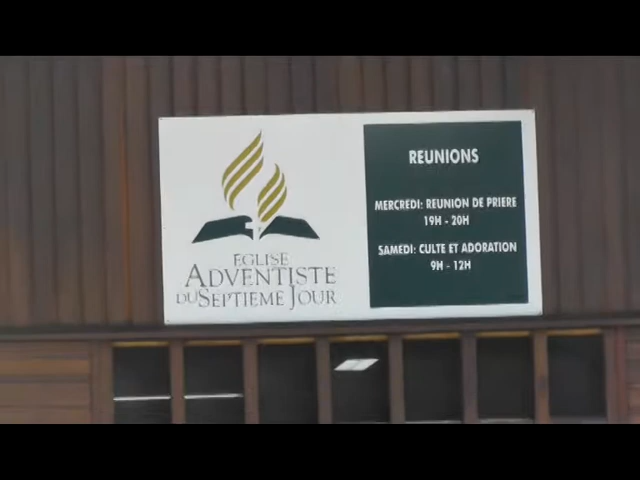 EGLISE
ADVENTISTE
DU SEPTIEME JOUR
REUNIONS
MERCREDI: REUNION DE PRIERE
19H - 20H
SAMEDI: CULTE ET ADORATION
9H - 12H